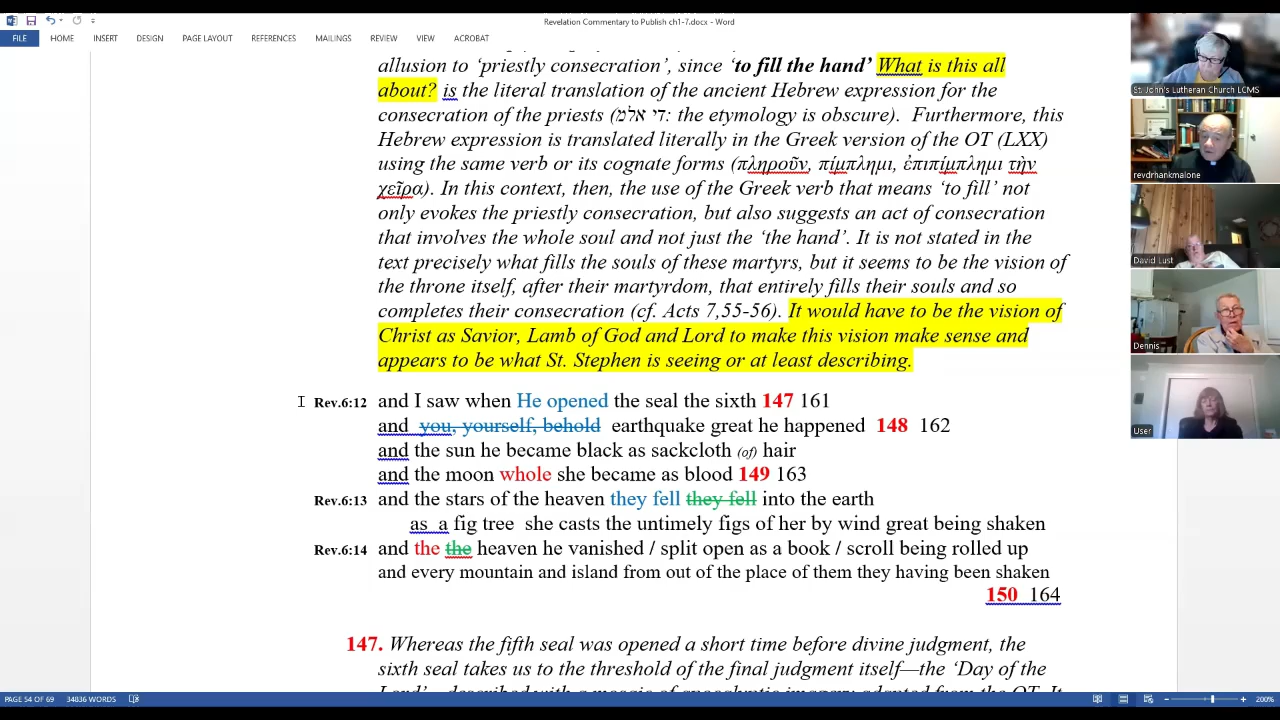 Revelation Commentary to Publish ch1-7.docx - Word
FILE HOME INSERT DESIGN PAGE LAYOUT REFERENCES MAILINGS REVIEW VIEW ACROBAT
allusion to ‘priestly consecration’, since ‘to fill the hand’ What is this all
about? is the literal translation of the ancient Hebrew expression for the
consecration of the priests (די אלמ: the etymology is obscure). Furthermore, this
Hebrew expression is translated literally in the Greek version of the OT (LXX)
using the same verb or its cognate forms (πληροῦν, πίμπλημι, ἐπιπίμπλημι τὴν
χεῖρα). In this context, then, the use of the Greek verb that means ‘to fill’ not
only evokes the priestly consecration, but also suggests an act of consecration
that involves the whole soul and not just the ‘the hand’. It is not stated in the
text precisely what fills the souls of these martyrs, but it seems to be the vision of
the throne itself, after their martyrdom, that entirely fills their souls and so
completes their consecration (cf. Acts 7,55-56). It would have to be the vision of
Christ as Savior, Lamb of God and Lord to make this vision make sense and
appears to be what St. Stephen is seeing or at least describing.
Rev.6:12 and I saw when He opened the seal the sixth 147 161
and you, yourself, behold earthquake great he happened 148 162
and the sun he became black as sackcloth (of) hair
and the moon whole she became as blood 149 163
Rev.6:13 and the stars of the heaven they fell they fell into the earth
as a fig tree she casts the untimely figs of her by wind great being shaken
Rev.6:14 and the the heaven he vanished / split open as a book / scroll being rolled up
and every mountain and island from out of the place of them they having been shaken
150 164
147. Whereas the fifth seal was opened a short time before divine judgment, the
sixth seal takes us to the threshold of the final judgment itself—the ‘Day of the
St. John's Lutheran Church LCMS
revdrhankmalone
David Lust
Dennis
User
PAGE 54 OF 69 34836 WORDS
200%